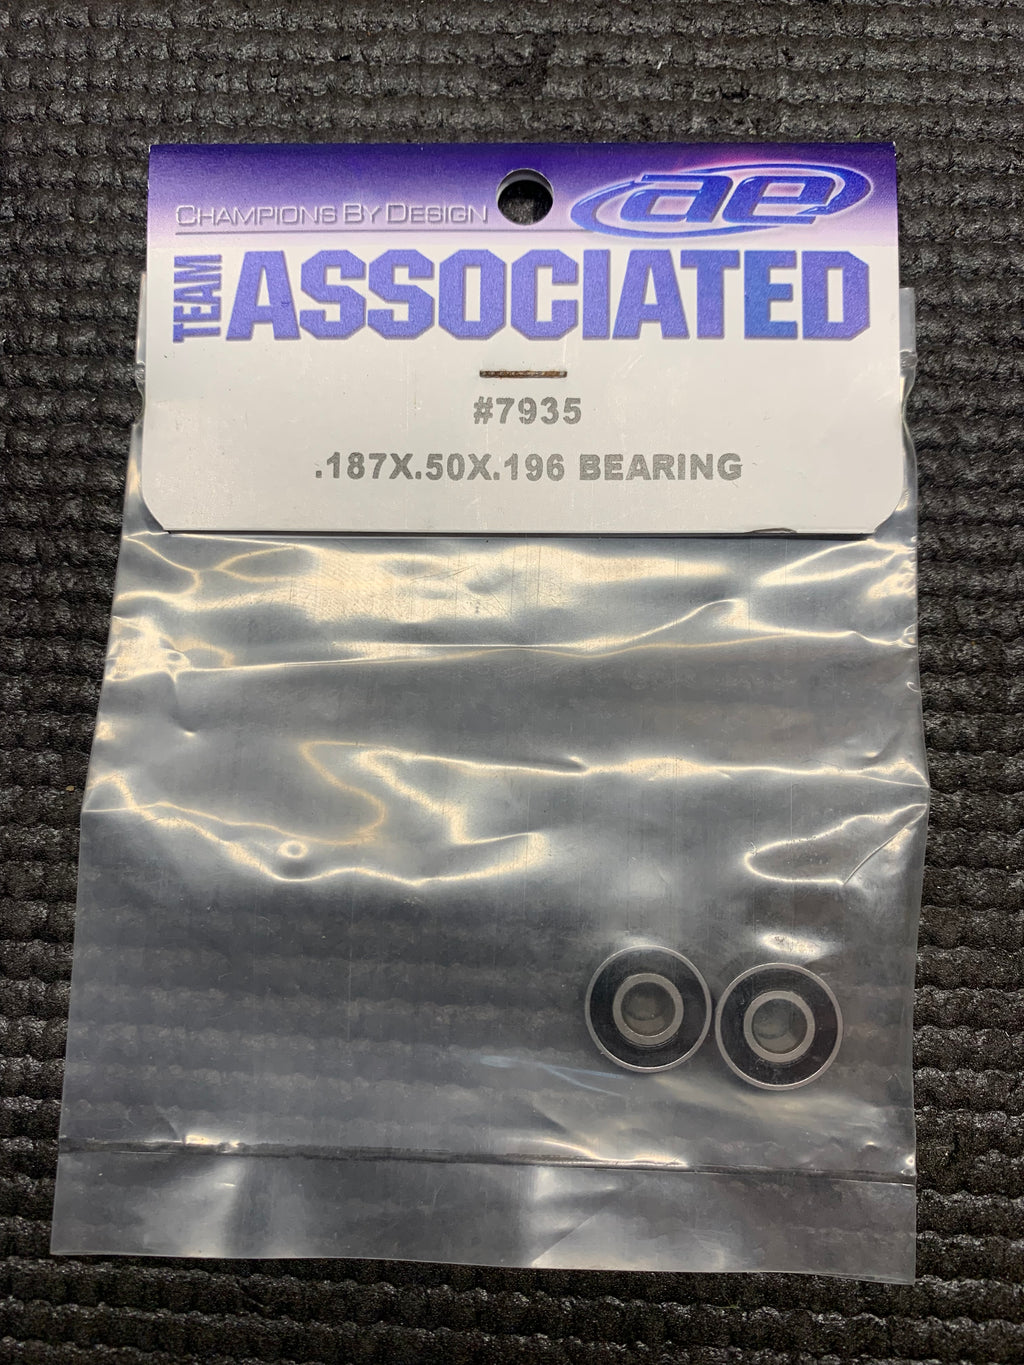 CHAMPIONS BY DESIGN
ae
TEAM ASSOCIATED
#7935
.187X.50X.196 BEARING